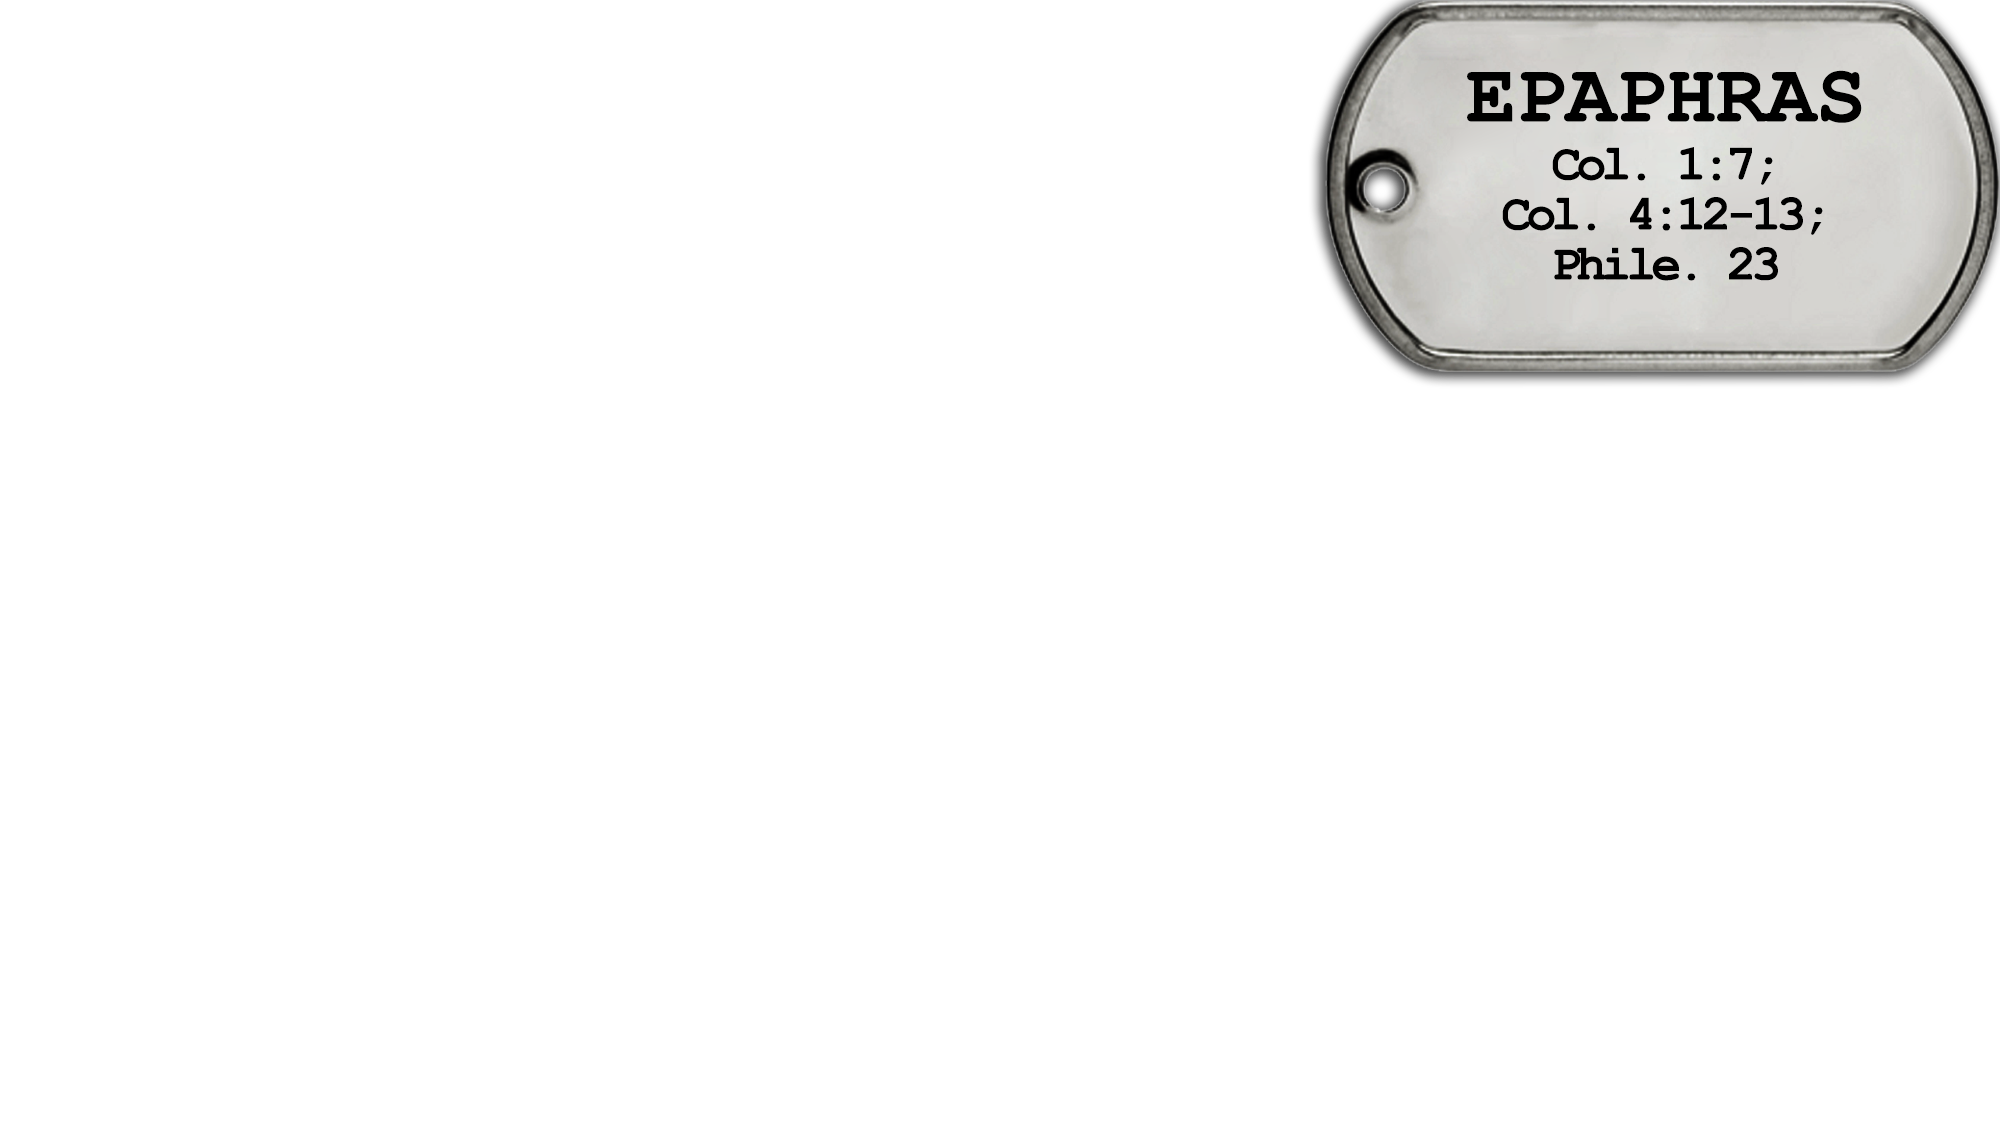 EPAPHRAS
Col. 1:7;
Col. 4:12-13;
Phile. 23